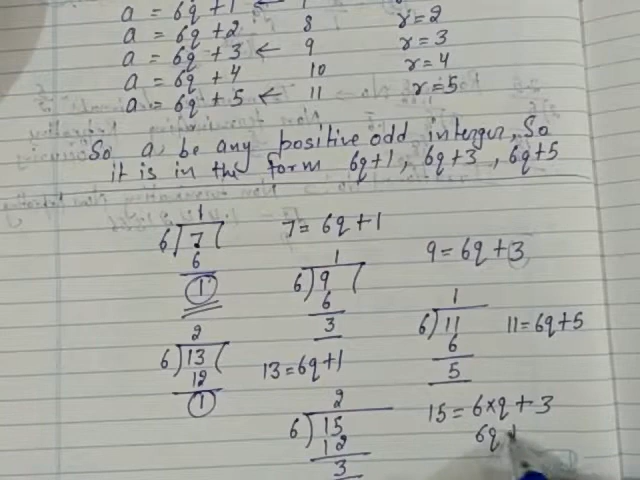 a = 6q + 1 ←
a = 6q + 2 8 r = 2
a = 6q + 3 ← 9 r = 3
a = 6q + 4 10 r = 4
a = 6q + 5 ← 11 r = 5
So a, be any positive odd interger, So
it is in the form 6q+1, 6q+3, 6q+5
1
6)7( 7 = 6q + 1
6
1
1
6)9( 9 = 6q + 3
6
3
1
6)11 11 = 6q + 5
6
5
2
6)13( 13 = 6q + 1
12
1
2
6)15 15 = 6×q + 3
12 6q
3